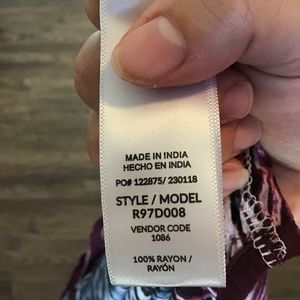 MADE IN INDIA
HECHO EN INDIA
PO# 122875/ 230118
STYLE / MODEL
R97D008
VENDOR CODE
1086
100% RAYON /
RAYÓN